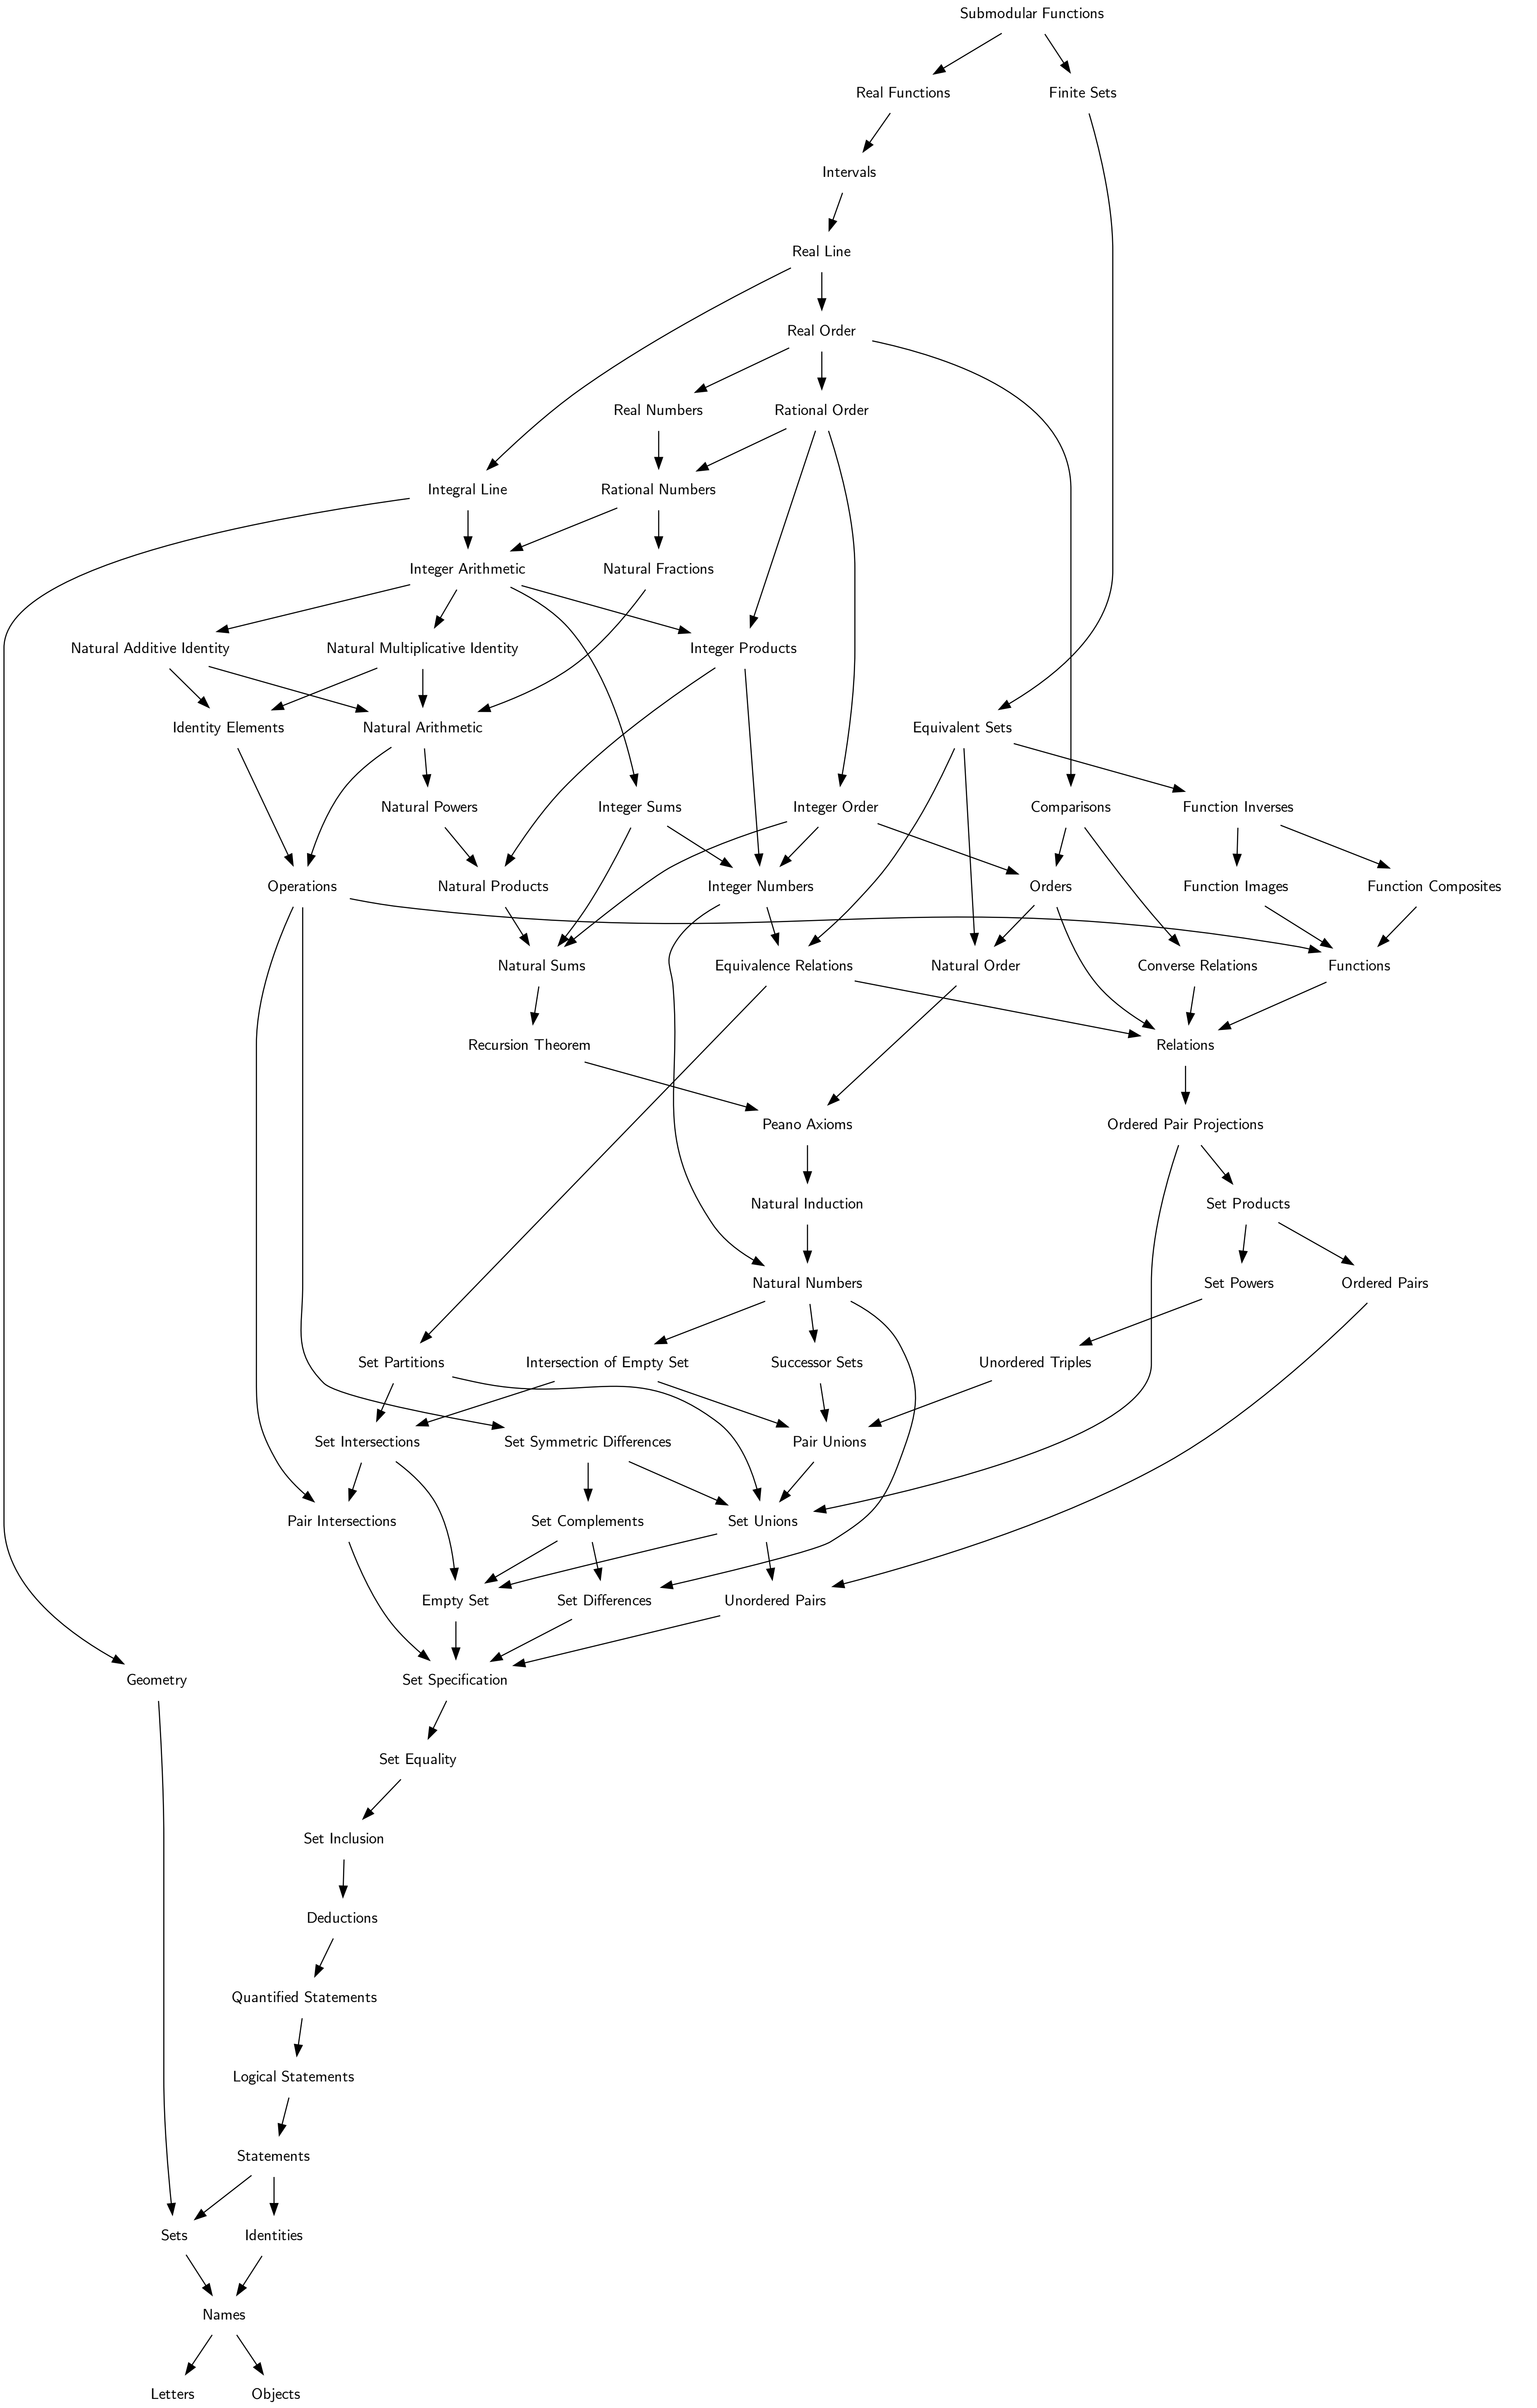 Submodular Functions
Real Functions
Finite Sets
Intervals
Real Line
Real Order
Real Numbers
Rational Order
Integral Line
Rational Numbers
Integer Arithmetic
Natural Fractions
Natural Additive Identity
Natural Multiplicative Identity
Integer Products
Identity Elements
Natural Arithmetic
Equivalent Sets
Natural Powers
Integer Sums
Integer Order
Comparisons
Function Inverses
Operations
Natural Products
Integer Numbers
Orders
Function Images
Function Composites
Natural Sums
Equivalence Relations
Natural Order
Converse Relations
Functions
Recursion Theorem
Relations
Peano Axioms
Ordered Pair Projections
Natural Induction
Set Products
Natural Numbers
Set Powers
Ordered Pairs
Set Partitions
Intersection of Empty Set
Successor Sets
Unordered Triples
Set Intersections
Set Symmetric Differences
Pair Unions
Pair Intersections
Set Complements
Set Unions
Empty Set
Set Differences
Unordered Pairs
Geometry
Set Specification
Set Equality
Set Inclusion
Deductions
Quantified Statements
Logical Statements
Statements
Sets
Identities
Names
Letters
Objects